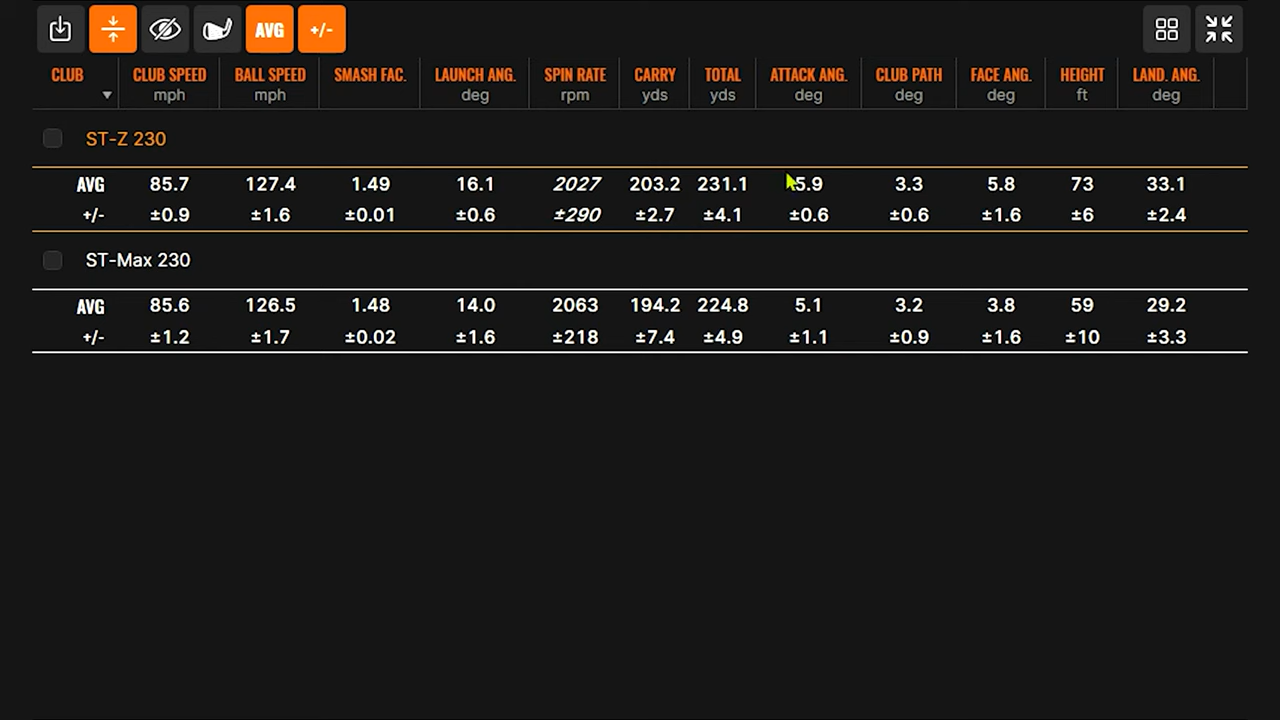 AVG +/-
CLUB CLUB SPEED BALL SPEED SMASH FAC. LAUNCH ANG. SPIN RATE CARRY TOTAL ATTACK ANG. CLUB PATH FACE ANG. HEIGHT LAND. ANG.
mph mph deg rpm yds yds deg deg deg ft deg
ST-Z 230
AVG 85.7 127.4 1.49 16.1 2027 203.2 231.1 5.9 3.3 5.8 73 33.1
+/- ±0.9 ±1.6 ±0.01 ±0.6 ±290 ±2.7 ±4.1 ±0.6 ±0.6 ±1.6 ±6 ±2.4
ST-Max 230
AVG 85.6 126.5 1.48 14.0 2063 194.2 224.8 5.1 3.2 3.8 59 29.2
+/- ±1.2 ±1.7 ±0.02 ±1.6 ±218 ±7.4 ±4.9 ±1.1 ±0.9 ±1.6 ±10 ±3.3